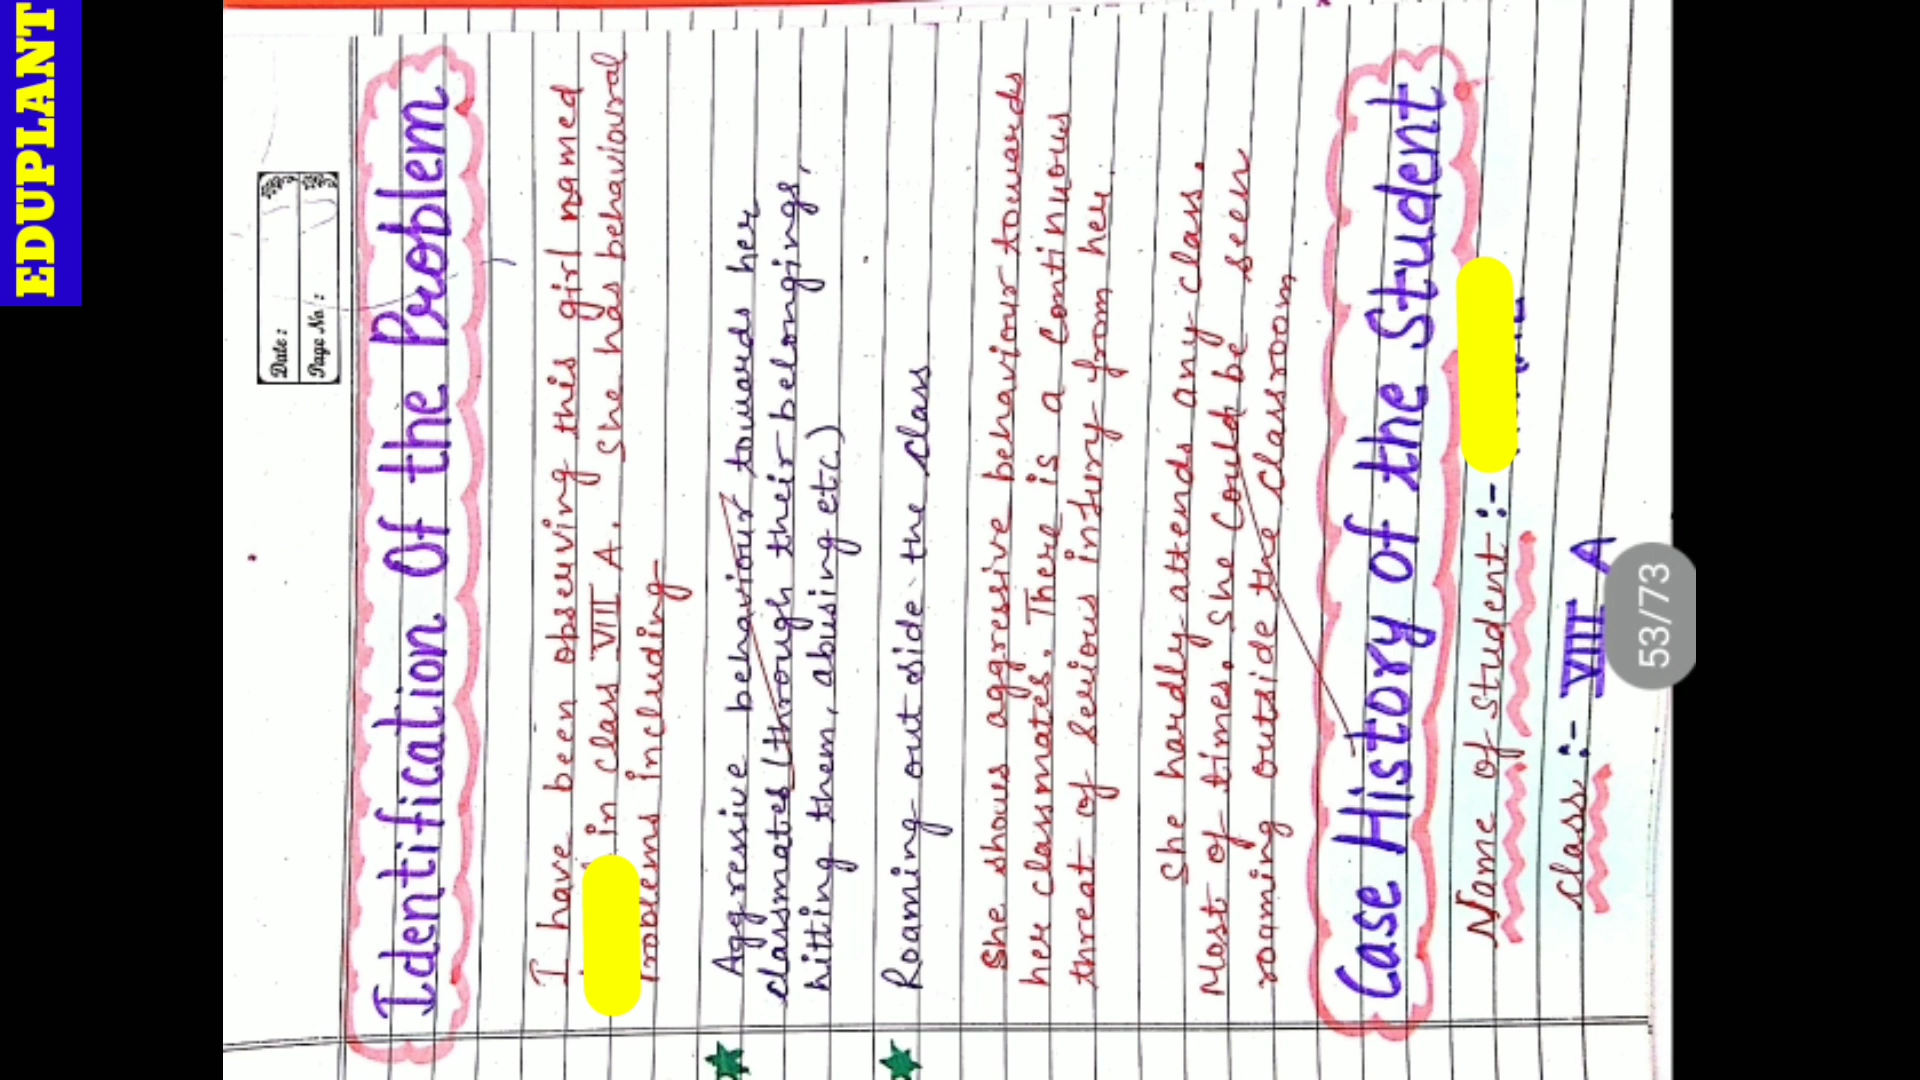 EDUPLANT
Date :
Page No :
Identification Of the Problem
I have been observing this girl named
in class VIII A. She has behavioural
problems including
Aggressive behaviour towards her
classmates (through their belongings,
hitting them, abusing etc.)
Roaming out side the class
She shows aggressive behaviour towards
her classmates. There is a continuous
threat of serious injury from her.
She hardly attends any class.
Most of times, she could be seen
roaming outside the classroom
Case History of the Student
Name of Student :-
Class :- VIII A
53/73